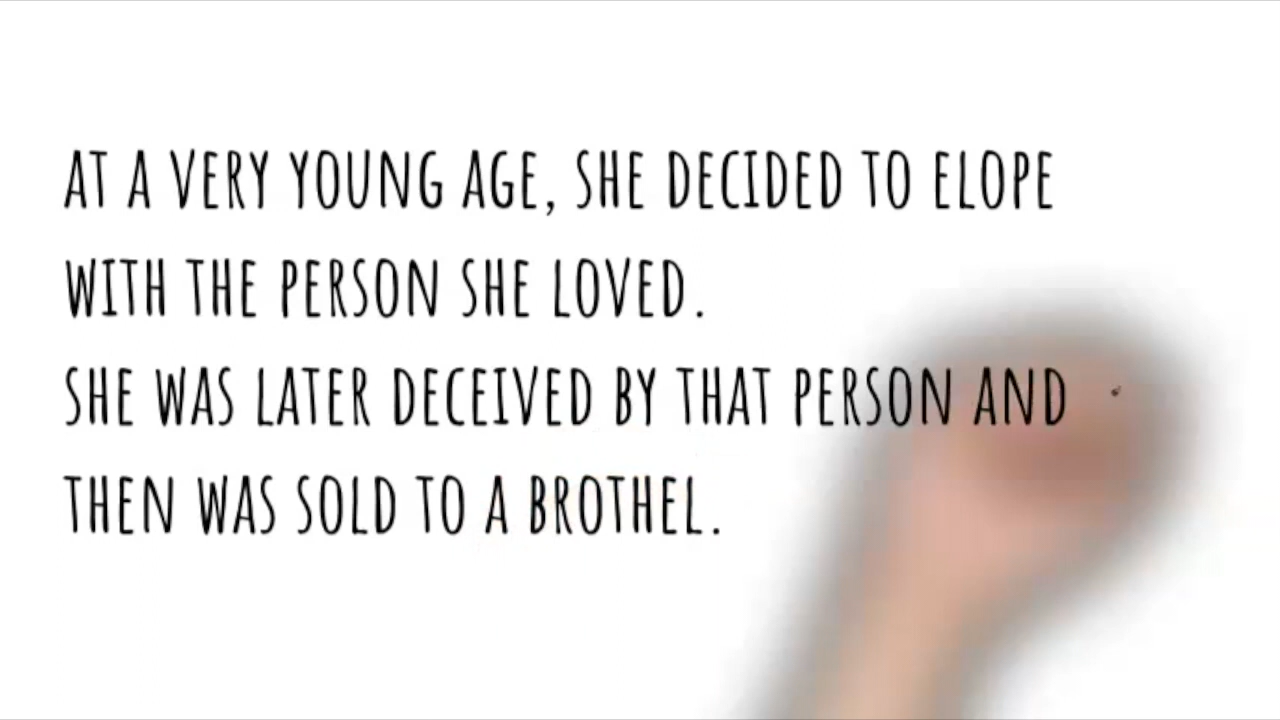 AT A VERY YOUNG AGE, SHE DECIDED TO ELOPE
WITH THE PERSON SHE LOVED.
SHE WAS LATER DECEIVED BY THAT PERSON AND
THEN WAS SOLD TO A BROTHEL.